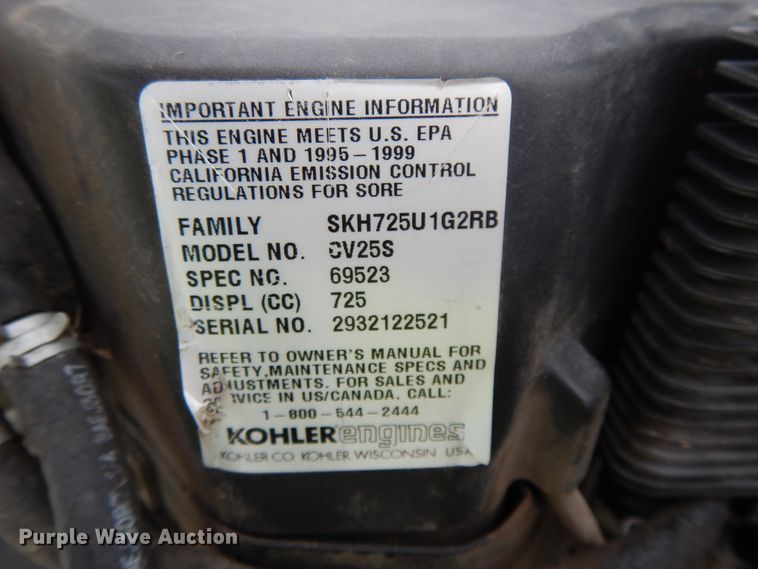 IMPORTANT ENGINE INFORMATION
THIS ENGINE MEETS U.S. EPA
PHASE 1 AND 1995-1999
CALIFORNIA EMISSION CONTROL
REGULATIONS FOR SORE
FAMILY SKH725U1G2RB
MODEL NO. CV25S
SPEC NO. 69523
DISPL (CC) 725
SERIAL NO. 2932122521
REFER TO OWNER'S MANUAL FOR
SAFETY, MAINTENANCE SPECS AND
ADJUSTMENTS. FOR SALES AND
SERVICE IN US/CANADA. CALL:
1-800-544-2444
KOHLER engines
KOHLER CO. KOHLER WISCONSIN USA
Purple Wave Auction